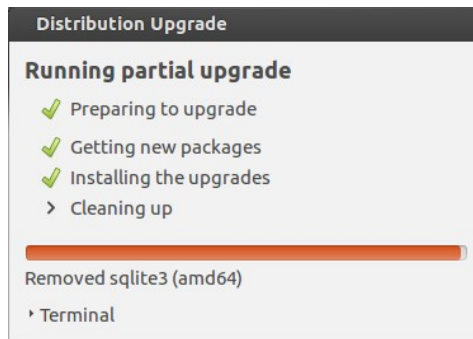 Distribution Upgrade
Running partial upgrade
Preparing to upgrade
Getting new packages
Installing the upgrades
Cleaning up
Removed sqlite3 (amd64)
Terminal